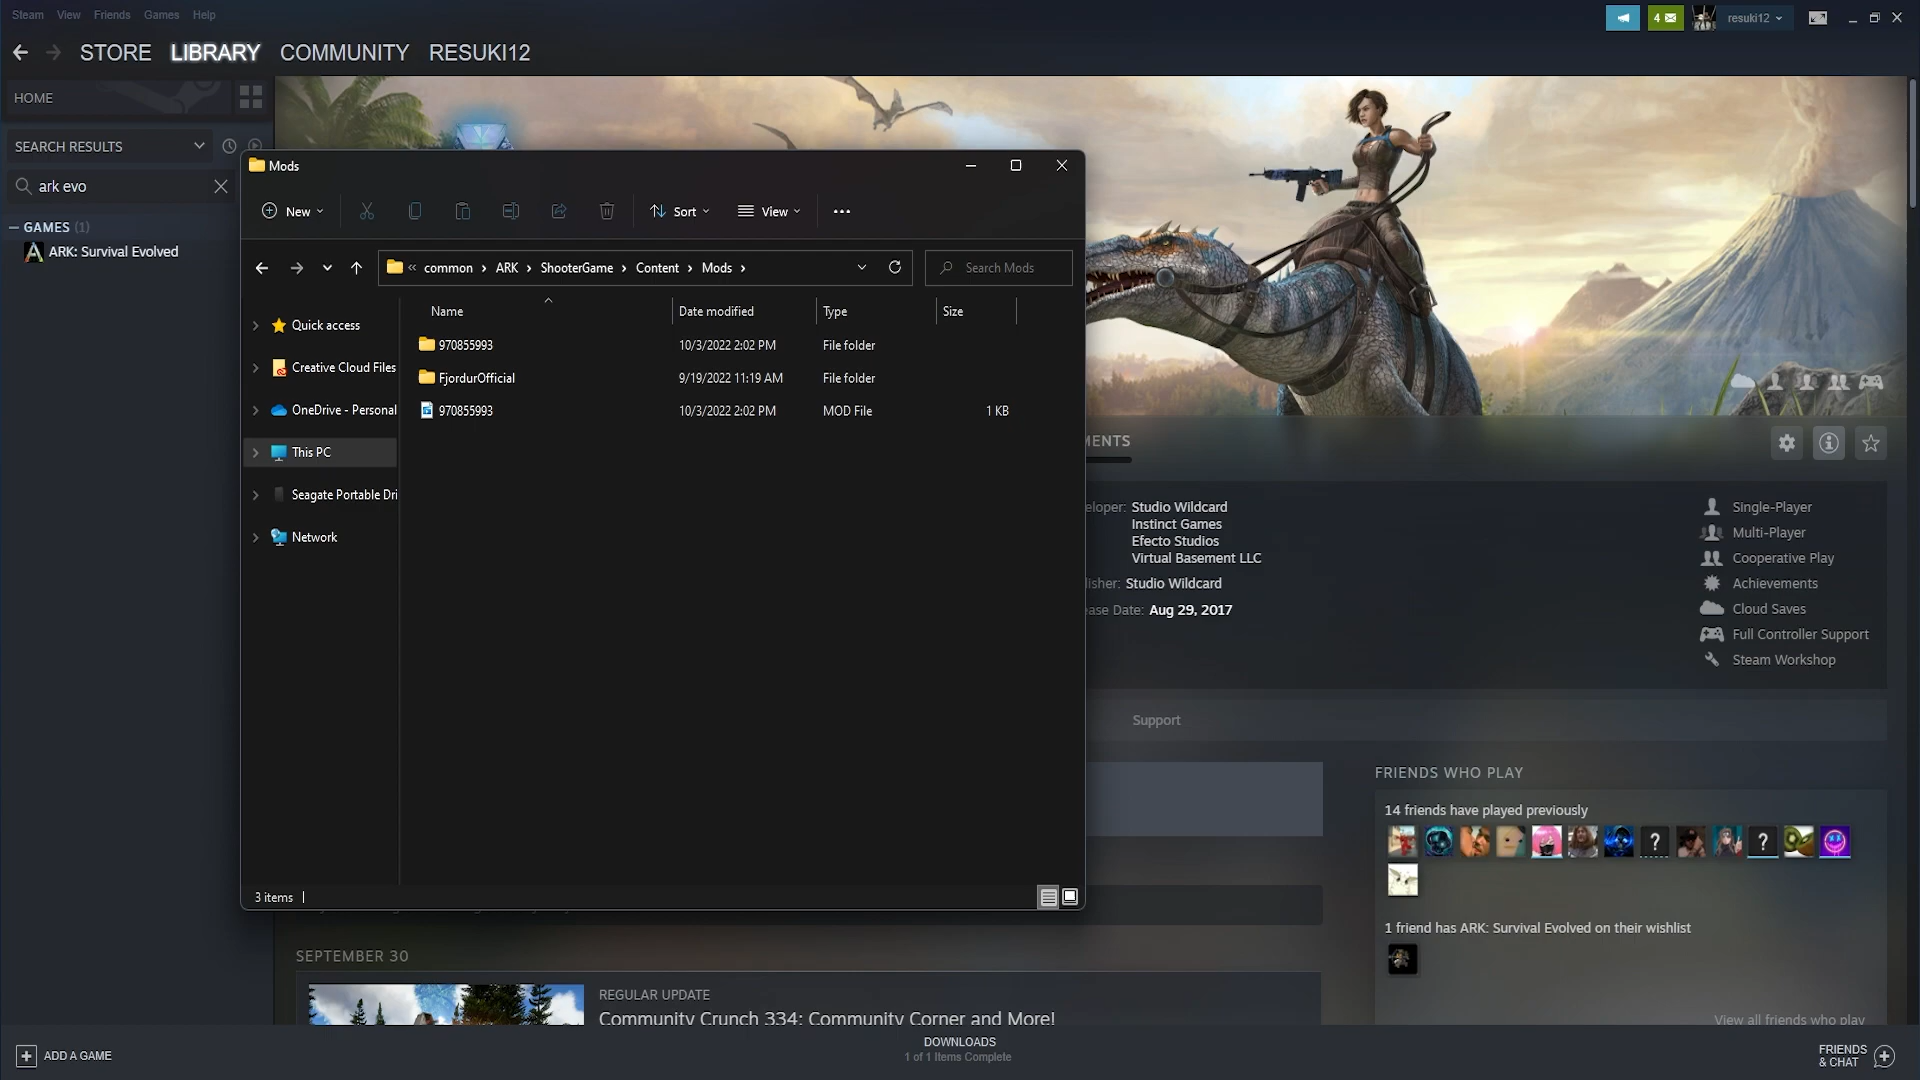 Steam View Friends Games Help
4
resuki12
STORE LIBRARY COMMUNITY RESUKI12
HOME
SEARCH RESULTS
ark evo
GAMES (1)
ARK: Survival Evolved
Mods
New
Sort
View
« common › ARK › ShooterGame › Content › Mods ›
Search Mods
Name Date modified Type Size
970855993 10/3/2022 2:02 PM File folder
FjordurOfficial 9/19/2022 11:19 AM File folder
970855993 10/3/2022 2:02 PM MOD File 1 KB
Quick access
Creative Cloud Files
OneDrive - Personal
This PC
Seagate Portable Dri
Network
3 items
MENTS
eloper: Studio Wildcard
Instinct Games
Efecto Studios
Virtual Basement LLC
isher: Studio Wildcard
ease Date: Aug 29, 2017
Single-Player
Multi-Player
Cooperative Play
Achievements
Cloud Saves
Full Controller Support
Steam Workshop
Support
FRIENDS WHO PLAY
14 friends have played previously
? ?
1 friend has ARK: Survival Evolved on their wishlist
View all friends who play
SEPTEMBER 30
REGULAR UPDATE
Community Crunch 334: Community Corner and More!
ADD A GAME
DOWNLOADS
1 of 1 Items Complete
FRIENDS
& CHAT